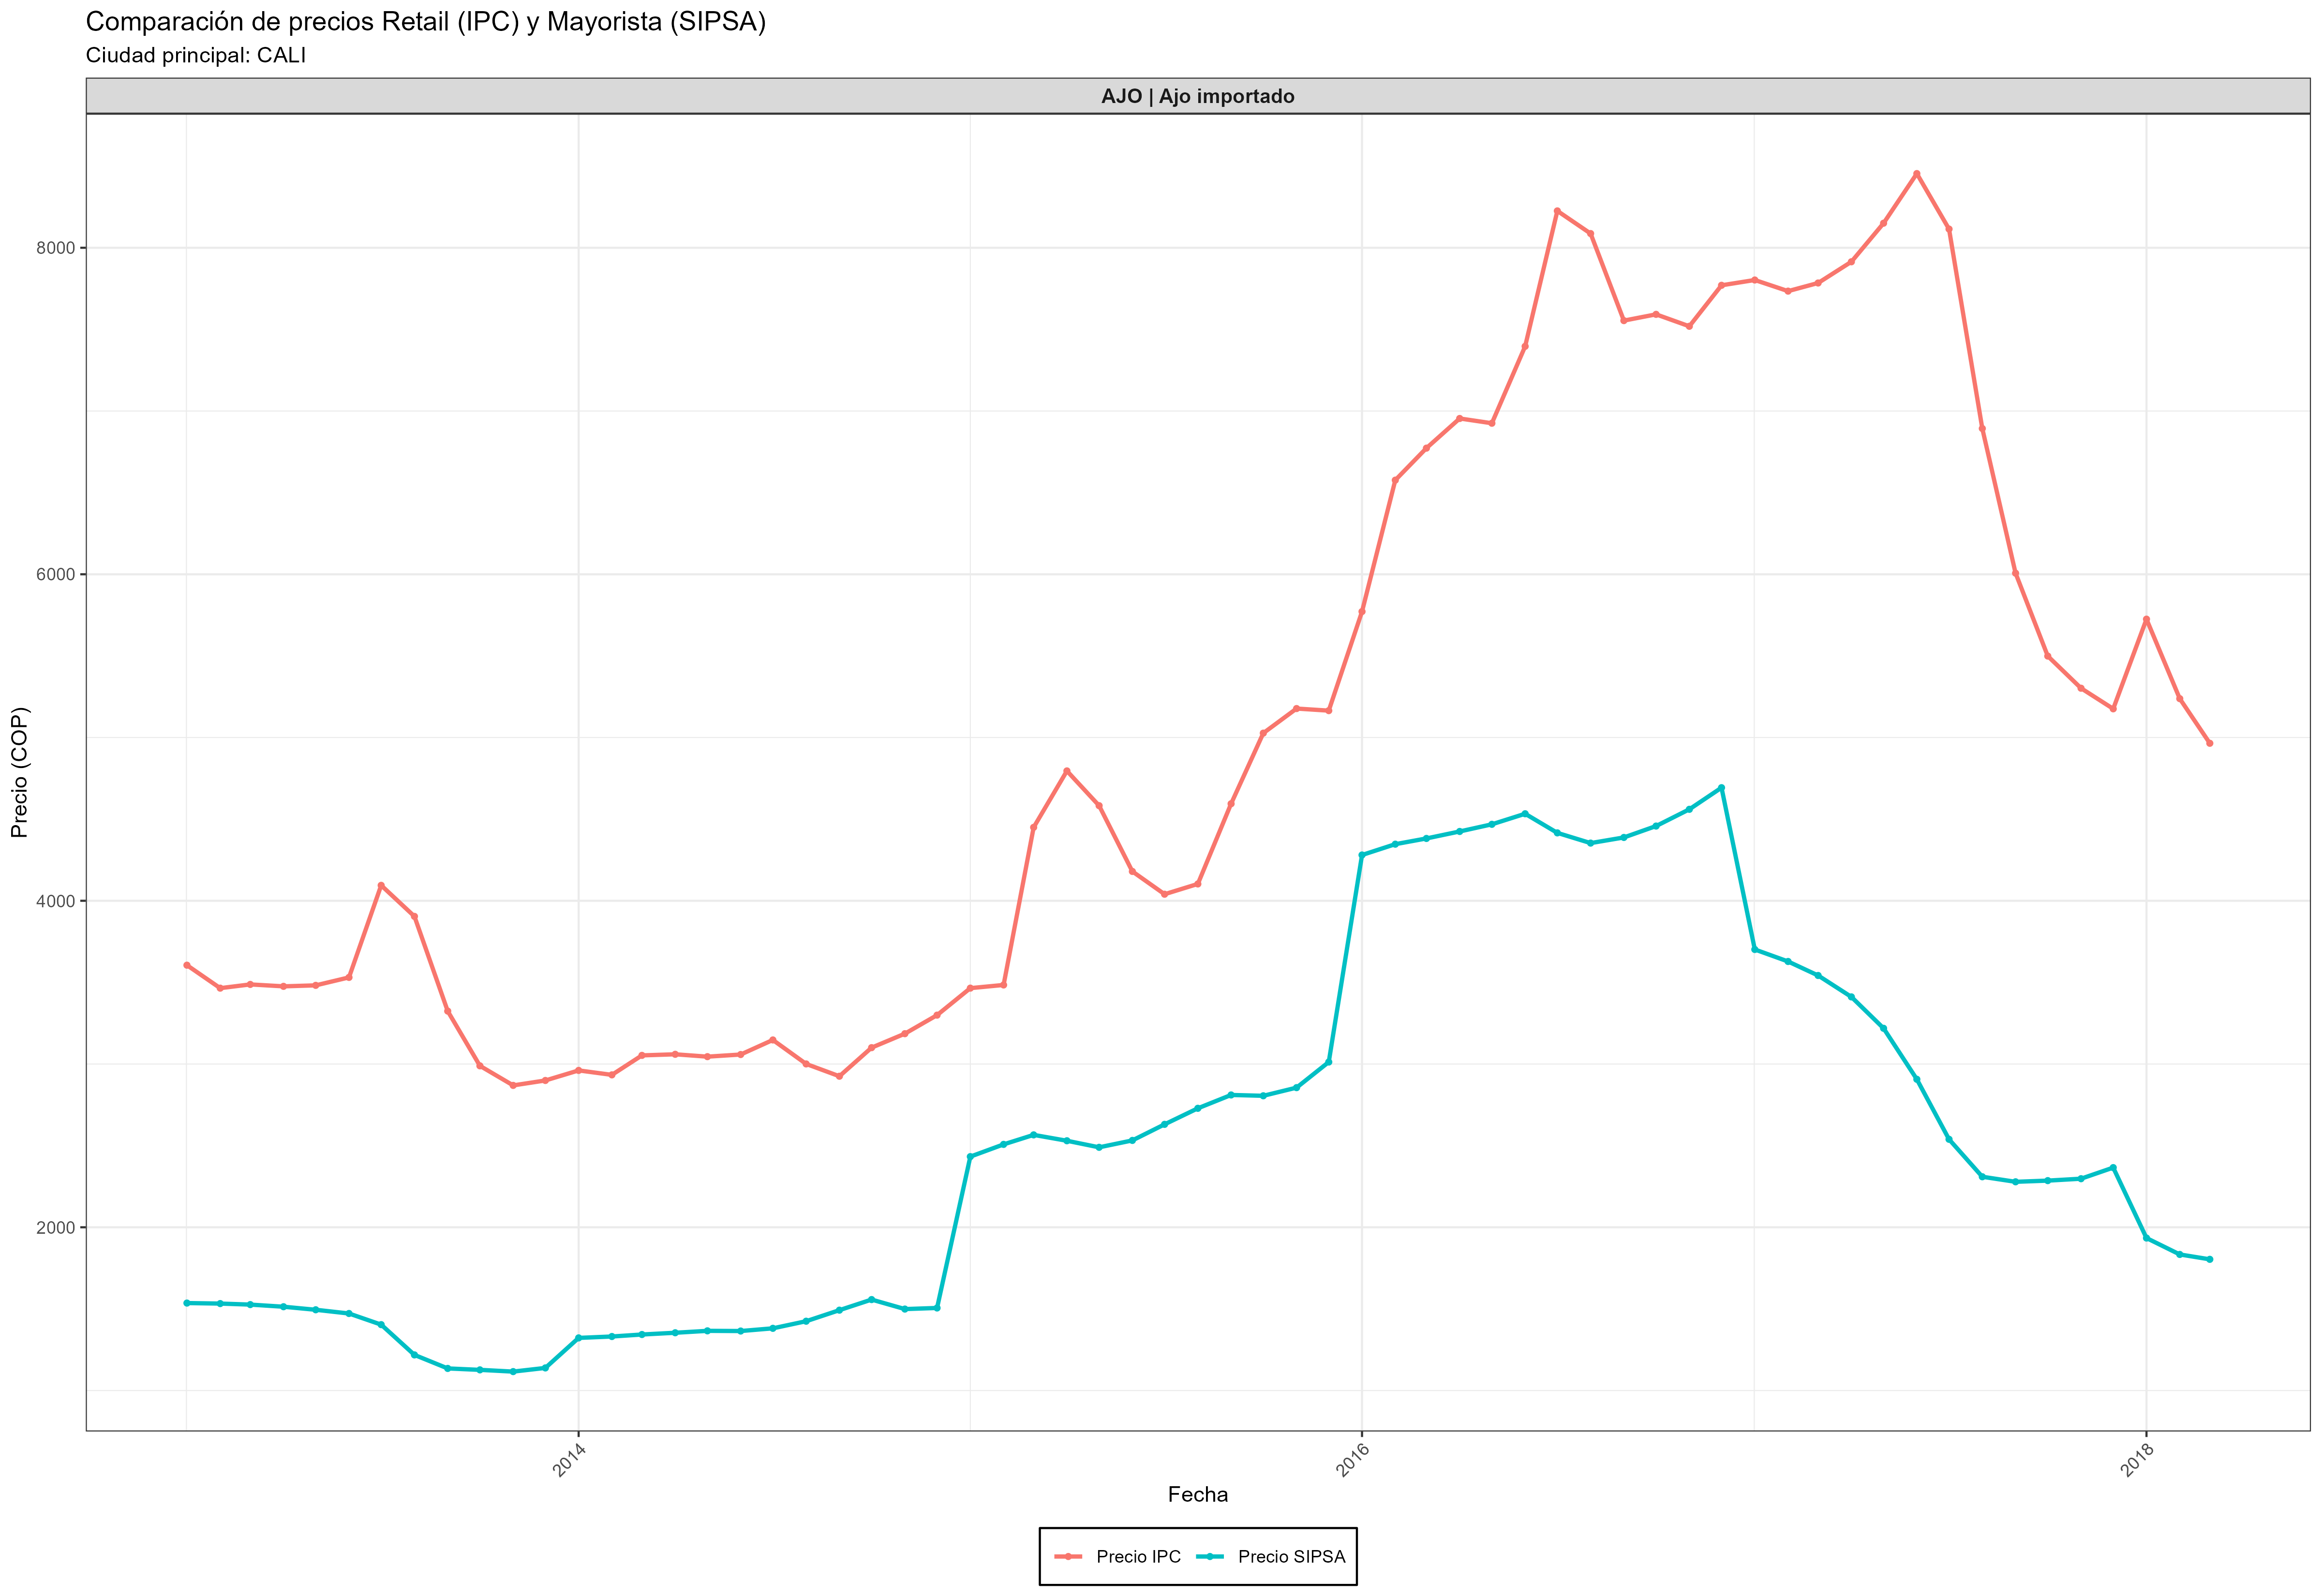 Comparación de precios Retail (IPC) y Mayorista (SIPSA)
Ciudad principal: CALI
AJO | Ajo importado
Precio (COP)
8000
6000
4000
2000
2014
2016
2018
Fecha
Precio IPC
Precio SIPSA